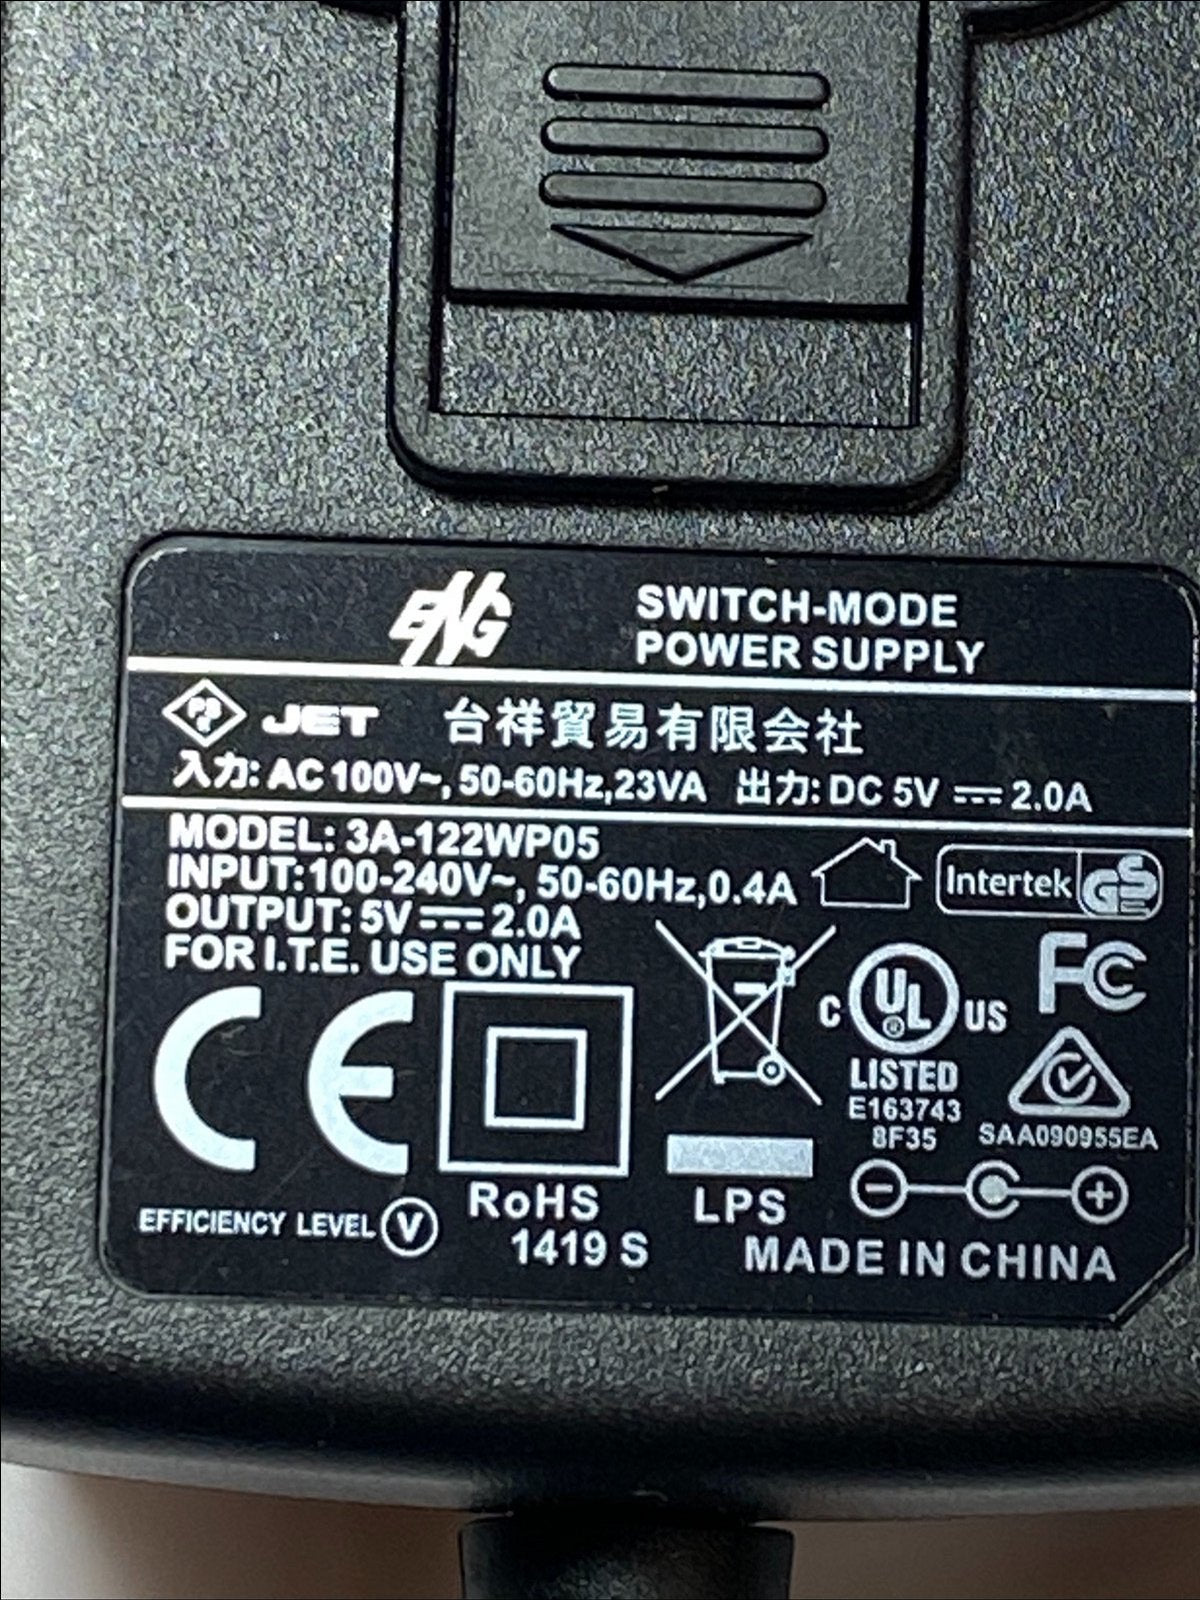 ENG
SWITCH-MODE
POWER SUPPLY
PS
E
JET 台祥貿易有限会社
入力: AC 100V~, 50-60Hz,23VA 出力: DC 5V ⎓ 2.0A
MODEL: 3A-122WP05
INPUT:100-240V~, 50-60Hz,0.4A
OUTPUT: 5V ⎓ 2.0A
FOR I.T.E. USE ONLY
Intertek GS
CE
C UL US
®
FC
LISTED
E163743
8F35
SAA090955EA
EFFICIENCY LEVEL V
RoHS
1419 S
LPS
MADE IN CHINA